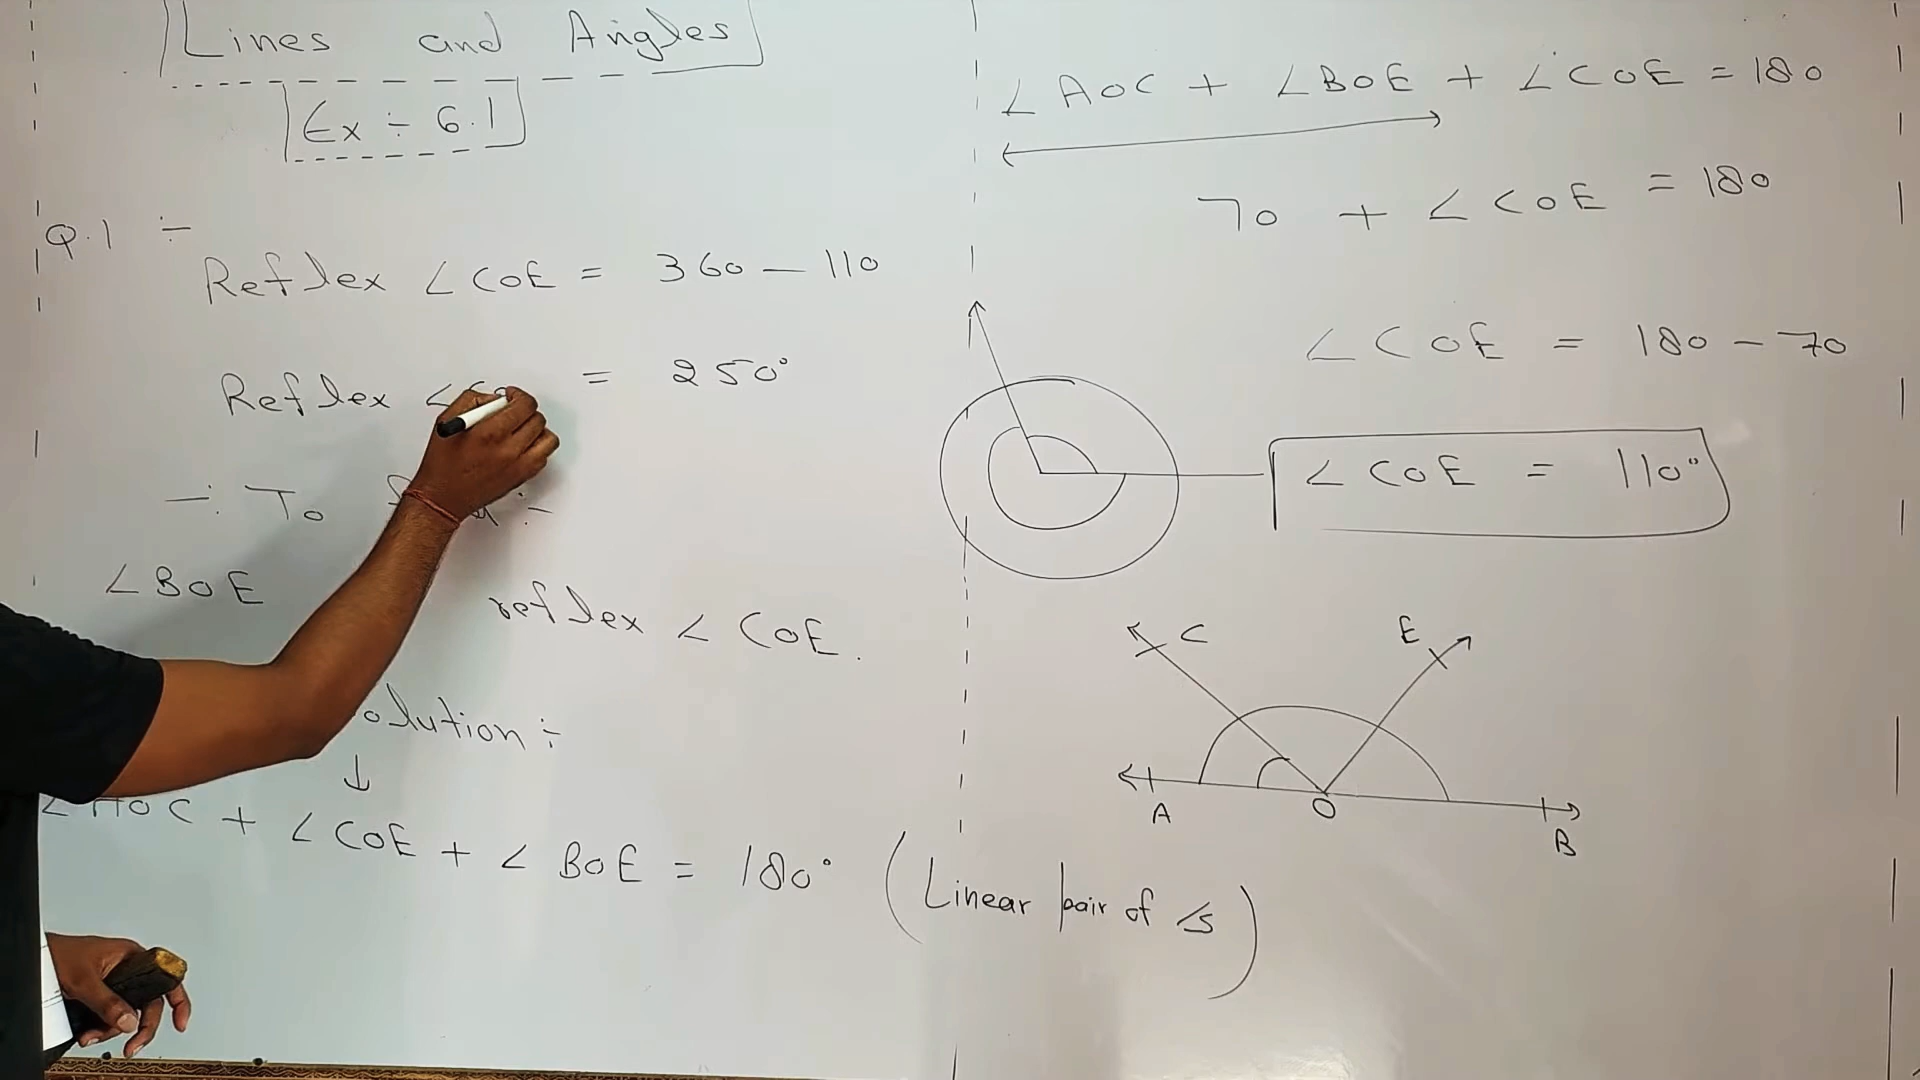 Lines and Angles
Ex ÷ 6.1
Q.1 ÷
Reflex ∠COE = 360 – 110
Reflex = 250°
÷ To
∠BOE reflex ∠COE.
olution ÷
↓
∠AOC + ∠COE + ∠BOE = 180° (Linear pair of ∠s)
∠AOC + ∠BOE + ∠COE = 180
70 + ∠COE = 180
∠COE = 180 – 70
∠COE = 110°
C E
A O B